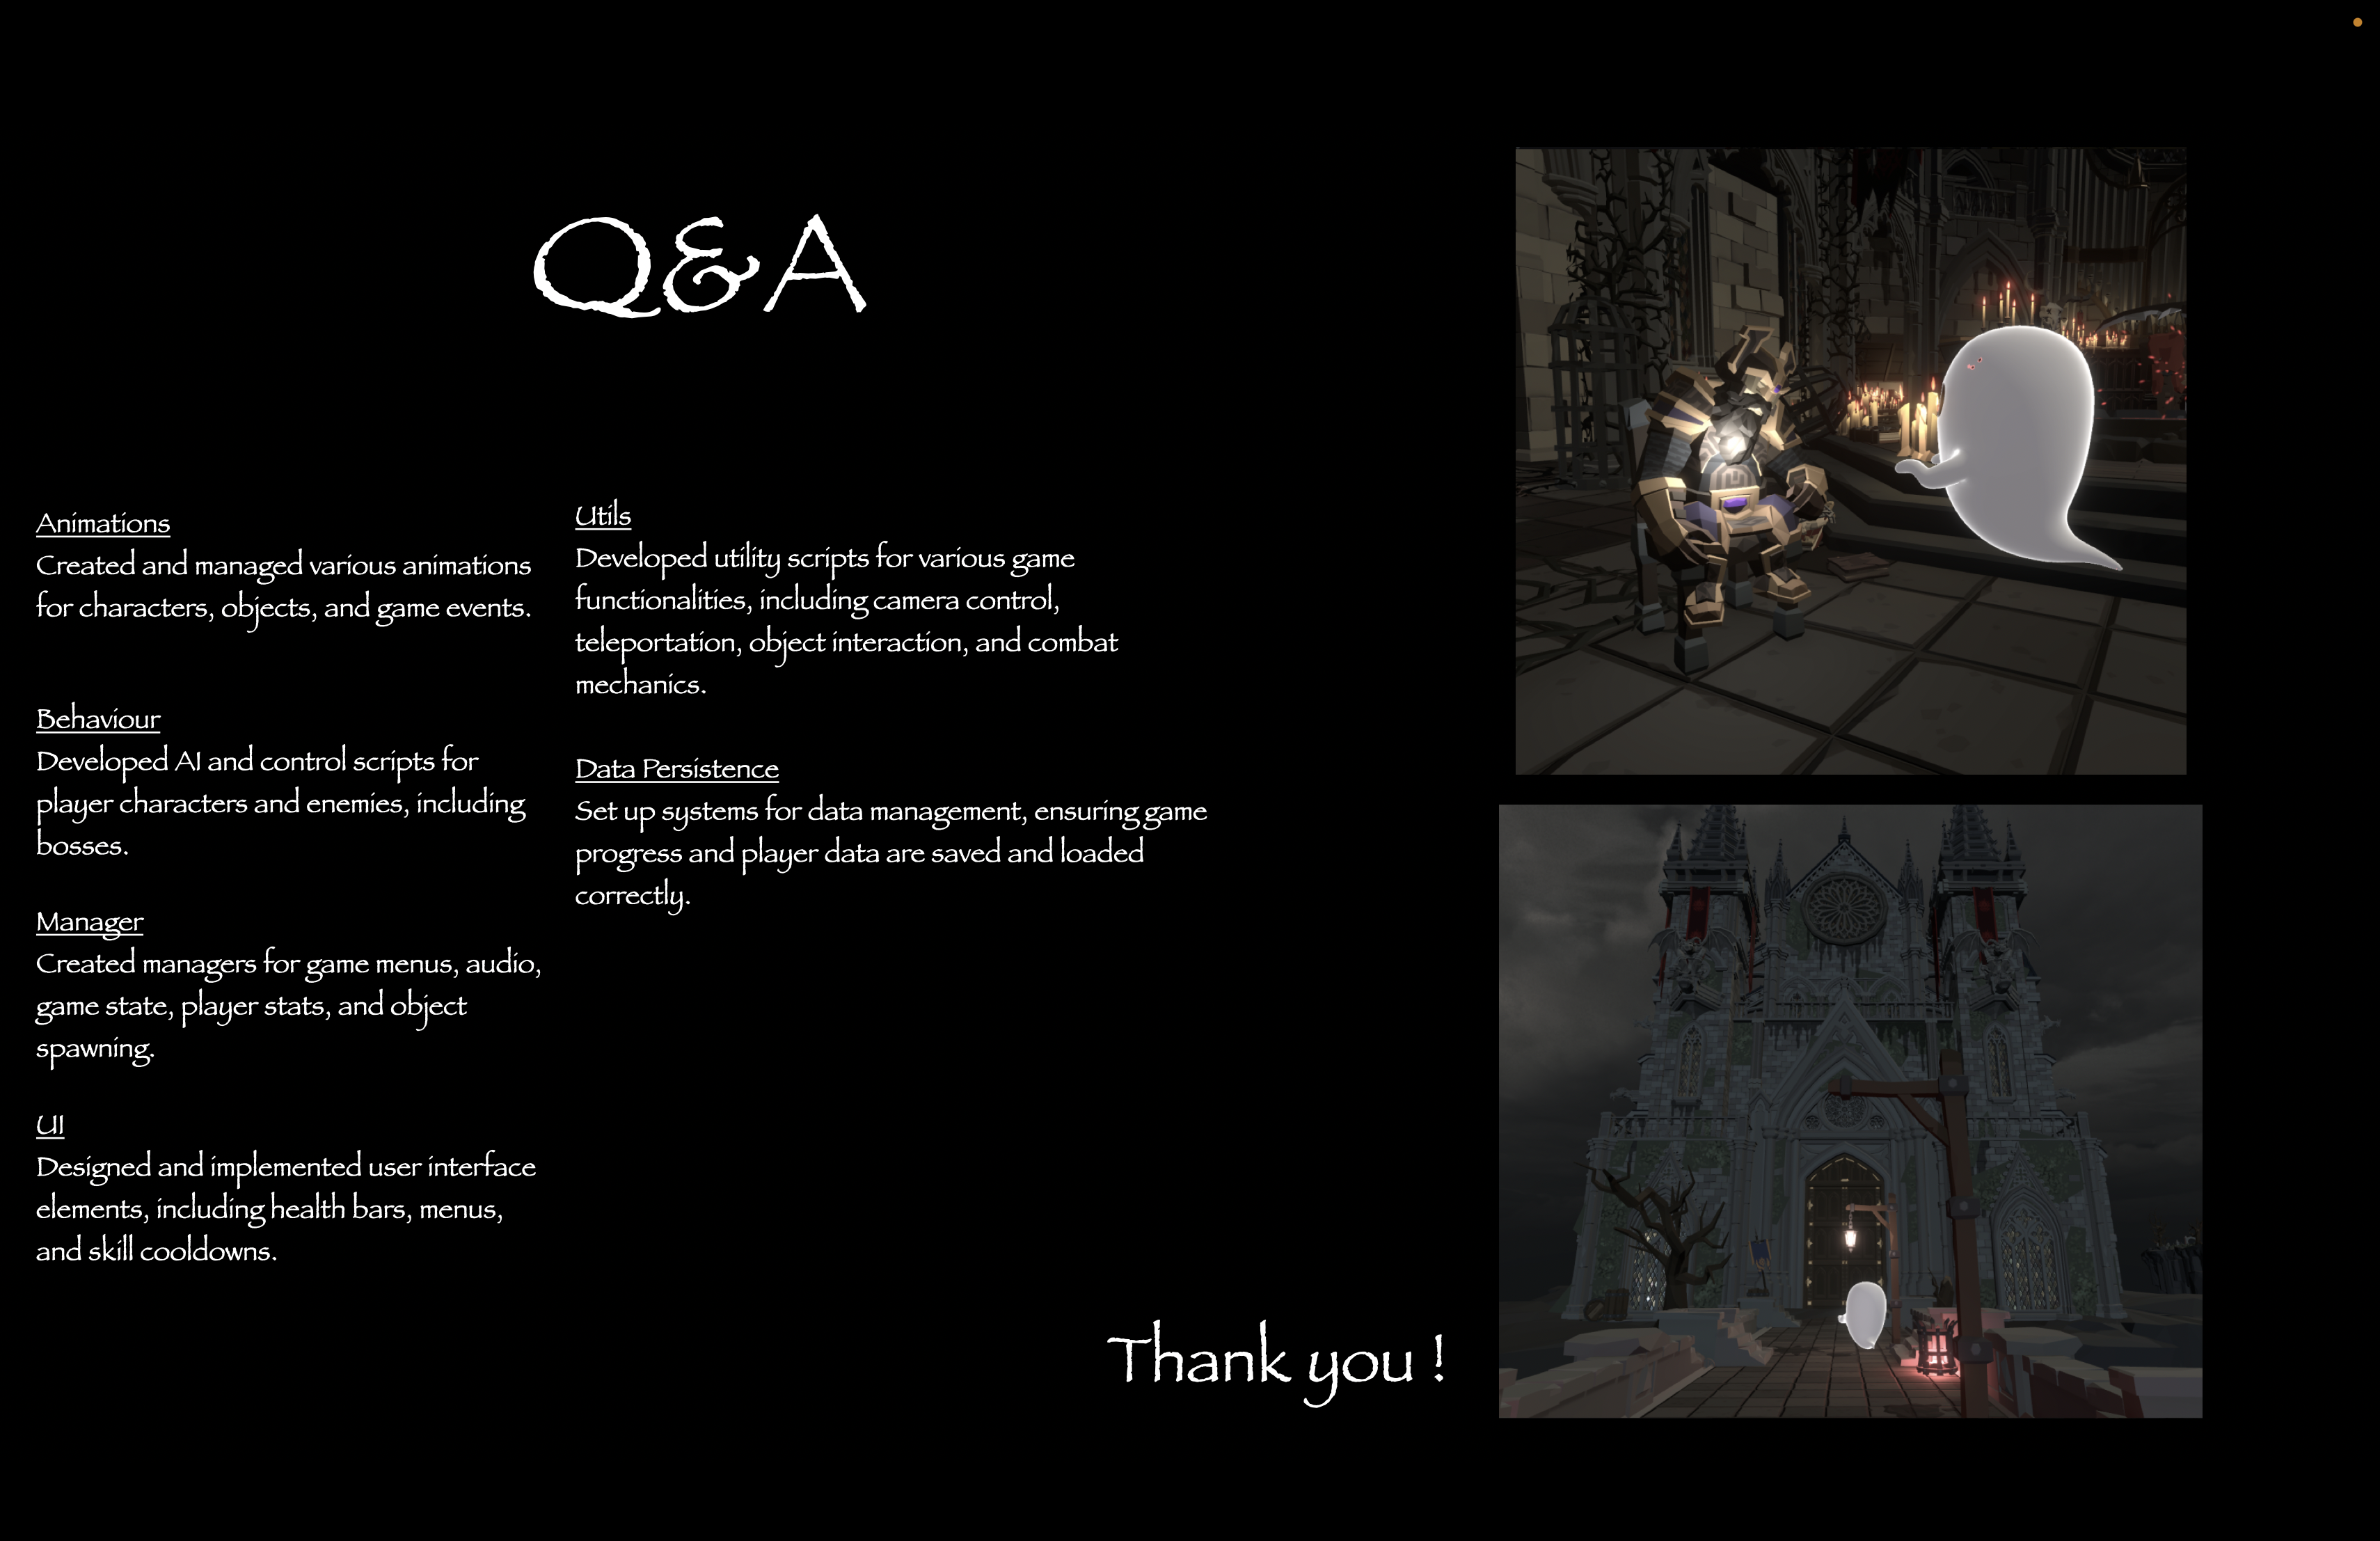 Q&A
Animations
Created and managed various animations
for characters, objects, and game events.
Behaviour
Developed AI and control scripts for
player characters and enemies, including
bosses.
Manager
Created managers for game menus, audio,
game state, player stats, and object
spawning.
UI
Designed and implemented user interface
elements, including health bars, menus,
and skill cooldowns.
Utils
Developed utility scripts for various game
functionalities, including camera control,
teleportation, object interaction, and combat
mechanics.
Data Persistence
Set up systems for data management, ensuring game
progress and player data are saved and loaded
correctly.
Thank you !